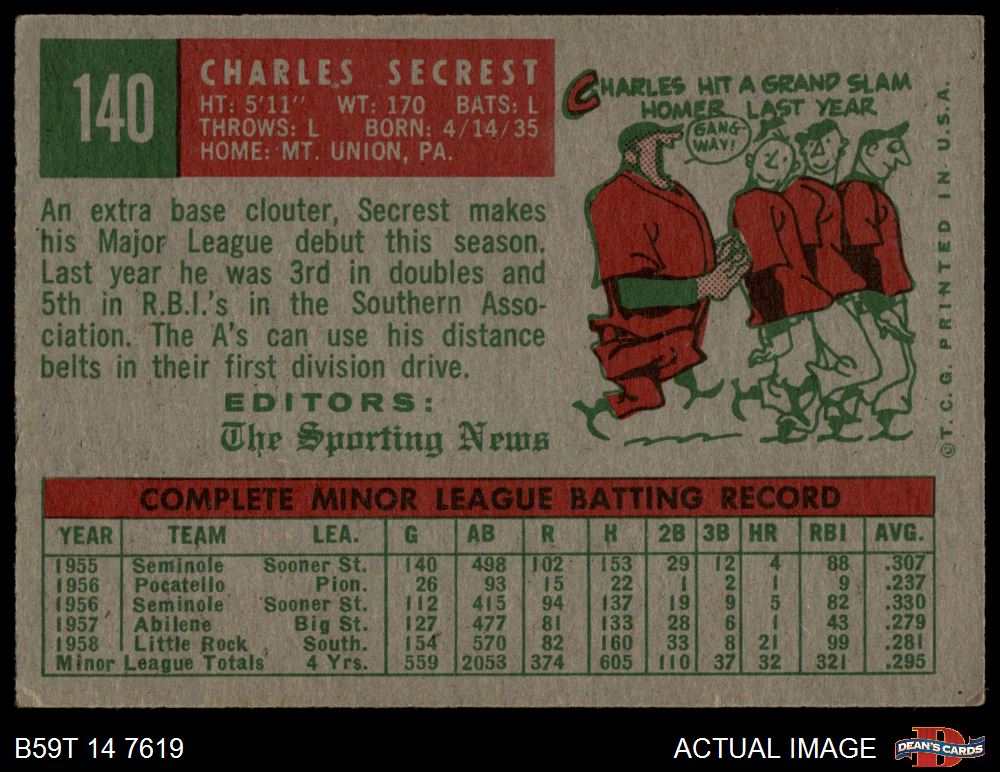 140
CHARLES SECREST
HT: 5'11" WT: 170 BATS: L
THROWS: L BORN: 4/14/35
HOME: MT. UNION, PA.
CHARLES HIT A GRAND SLAM
HOMER LAST YEAR
GANG-
WAY!
An extra base clouter, Secrest makes
his Major League debut this season.
Last year he was 3rd in doubles and
5th in R.B.I.'s in the Southern Asso-
ciation. The A's can use his distance
belts in their first division drive.
EDITORS:
The Sporting News
©T.C.G. PRINTED IN U.S.A.
COMPLETE MINOR LEAGUE BATTING RECORD
YEAR TEAM LEA. G AB R H 2B 3B HR RBI AVG.
1955 Seminole Sooner St. 140 498 102 153 29 12 4 88 .307
1956 Pocatello Pion. 26 93 15 22 1 2 1 9 .237
1956 Seminole Sooner St. 112 415 94 137 19 9 5 82 .330
1957 Abilene Big St. 127 477 81 133 28 6 1 43 .279
1958 Little Rock South. 154 570 82 160 33 8 21 99 .281
Minor League Totals 4 Yrs. 559 2053 374 605 110 37 32 321 .295
B59T 14 7619
ACTUAL IMAGE
D
DEAN'S CARDS